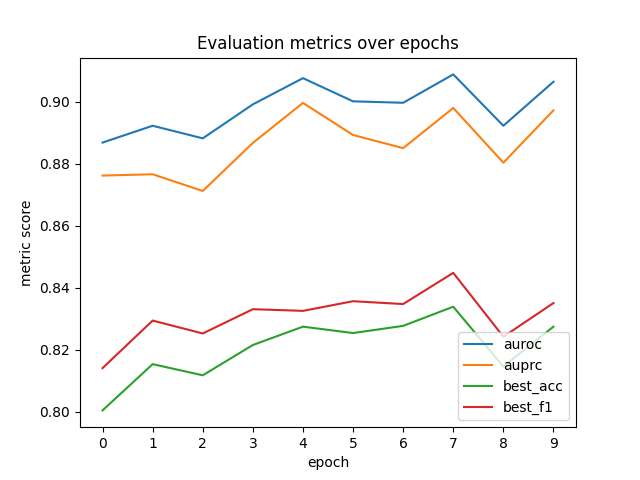 Evaluation metrics over epochs
metric score
0.90
0.88
0.86
0.84
0.82
0.80
auroc
auprc
best_acc
best_f1
0 1 2 3 4 5 6 7 8 9
epoch